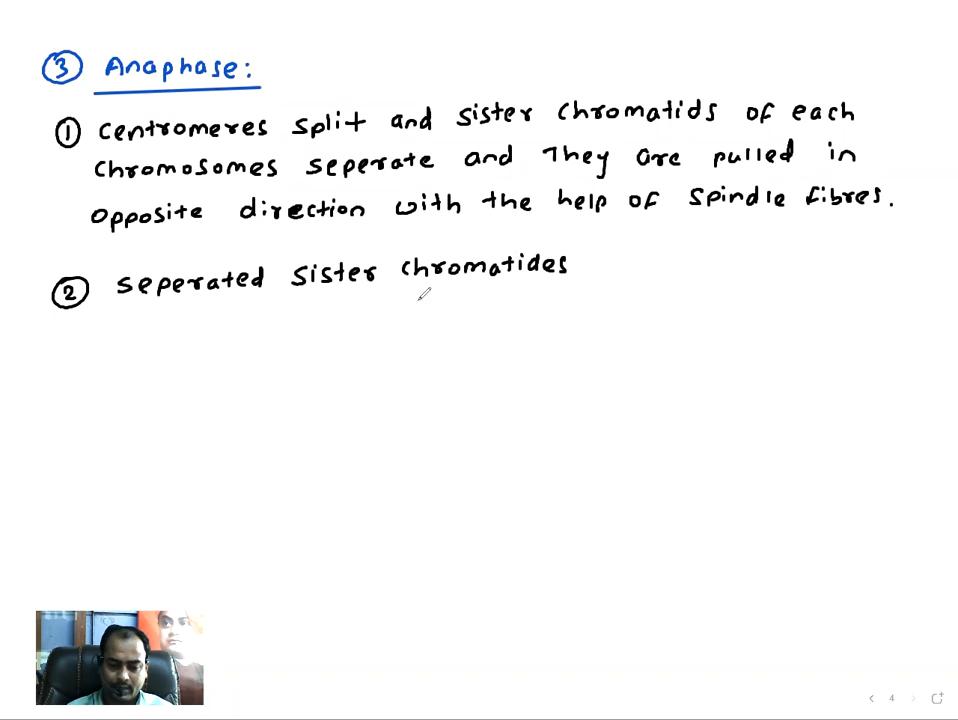 ③ Anaphase:
① Centromeres split and sister chromatids of each
chromosomes seperate and They are pulled in
opposite direction with the help of spindle fibres.
② seperated sister chromatides
4